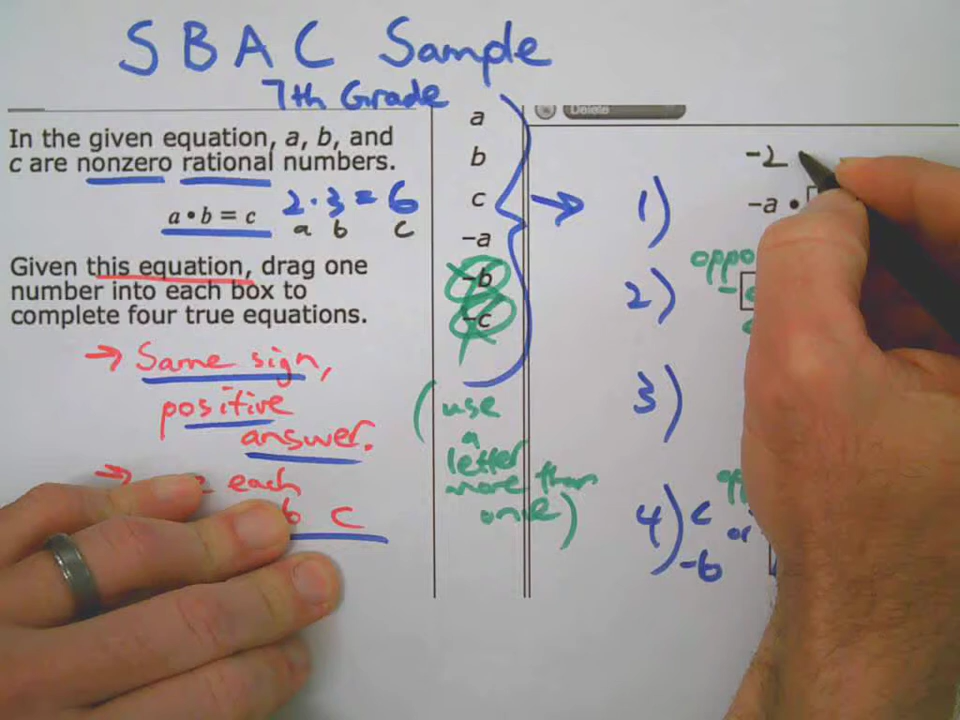 SBAC Sample
7th Grade
In the given equation, a, b, and
c are nonzero rational numbers.
a • b = c
2 · 3 = 6
a b c
Given this equation, drag one
number into each box to
complete four true equations.
→ Same sign,
positive
answer.
→ each
c
a
b
c
-a
-b
-c
(use
a
letter
more than
once)
Delete
→ 1)
-2
-a •
2)
-
3)
4) c
or
-b